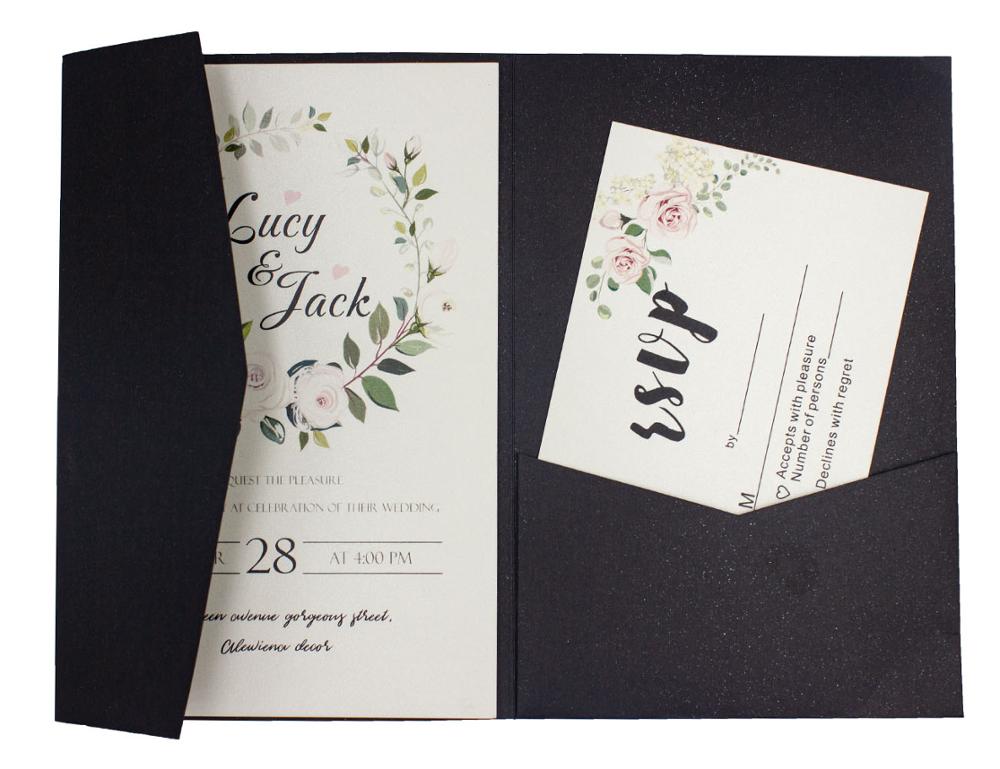 Lucy
&
Jack
QUEST THE PLEASURE
AT CELEBRATION OF THEIR WEDDING
R 28 AT 4:00 PM
een avenue gorgeous street,
Alewiena decor
rsvp
by
M
Accepts with pleasure
Number of persons
Declines with regret